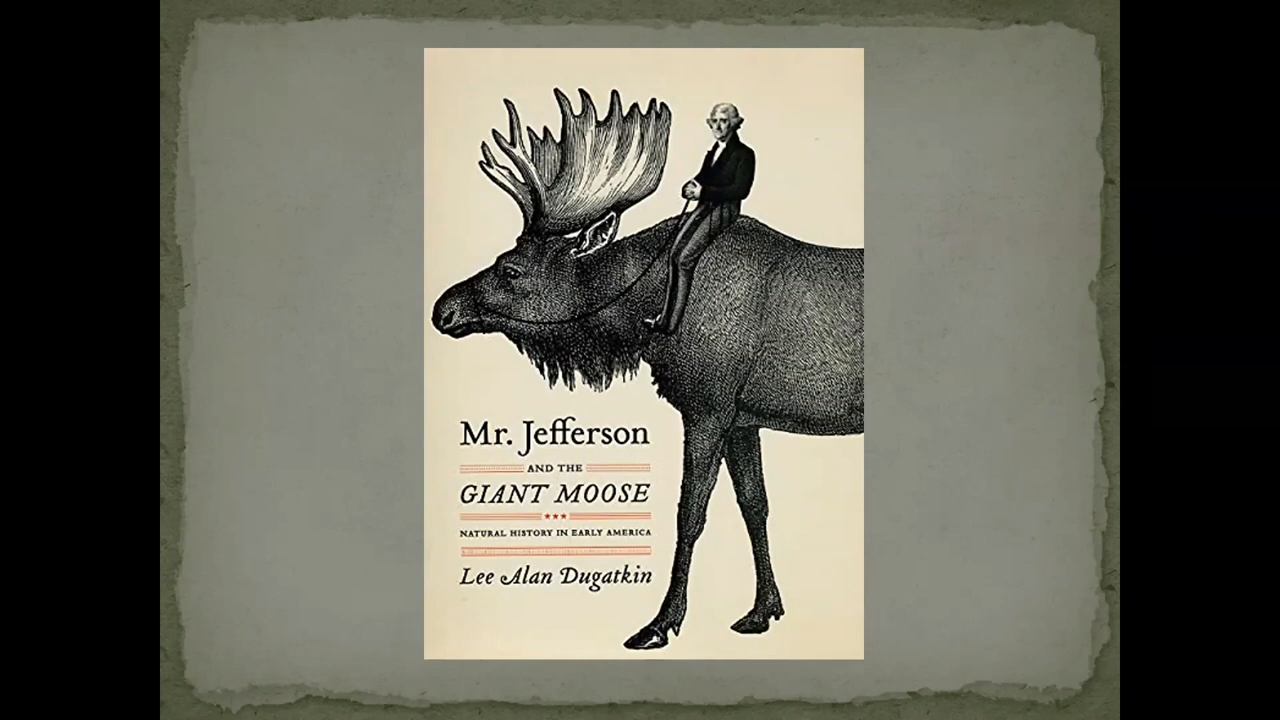 Mr. Jefferson
AND THE
GIANT MOOSE
NATURAL HISTORY IN EARLY AMERICA
Lee Alan Dugatkin